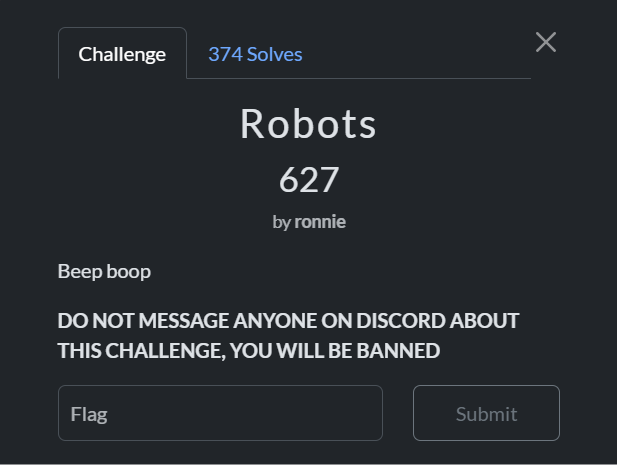 Challenge
374 Solves
Robots
627
by ronnie
Beep boop
DO NOT MESSAGE ANYONE ON DISCORD ABOUT
THIS CHALLENGE, YOU WILL BE BANNED
Flag
Submit